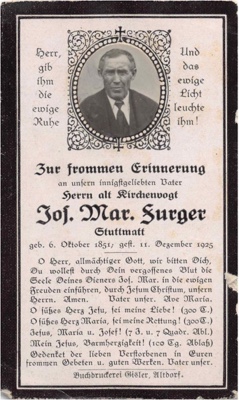 Herr,
gib
ihm
die
ewige
Ruhe
Und
das
ewige
Licht
leuchte
ihm!
Zur frommen Erinnerung
an unsern innigstgeliebten Vater
Herrn alt Kirchenvogt
Jos. Mar. Furger
Stuttmatt
geb. 6. Oktober 1851, gest. 11. Dezember 1925
O Herr, allmächtiger Gott, wir bitten Dich,
Du wollest durch Dein vergossenes Blut die
Seele Deines Dieners Jos. Mar. in die ewigen
Freuden einführen, durch Jesum Christum, unsern
Herrn. Amen. Vater unser. Ave Maria.
O süßes Herz Jesu, sei meine Liebe! (300 T.)
O süßes Herz Mariä, sei meine Rettung! (300 T.)
Jesus, Maria u. Josef! (7 J. u. 7 Quadr. Abl.)
Mein Jesus, Barmherzigkeit! (100 Tg. Ablaß)
Gedenket der lieben Verstorbenen in Euren
frommen Gebeten u. guten Werken. Vater unser.
Buchdruckerei Gisler, Altdorf.